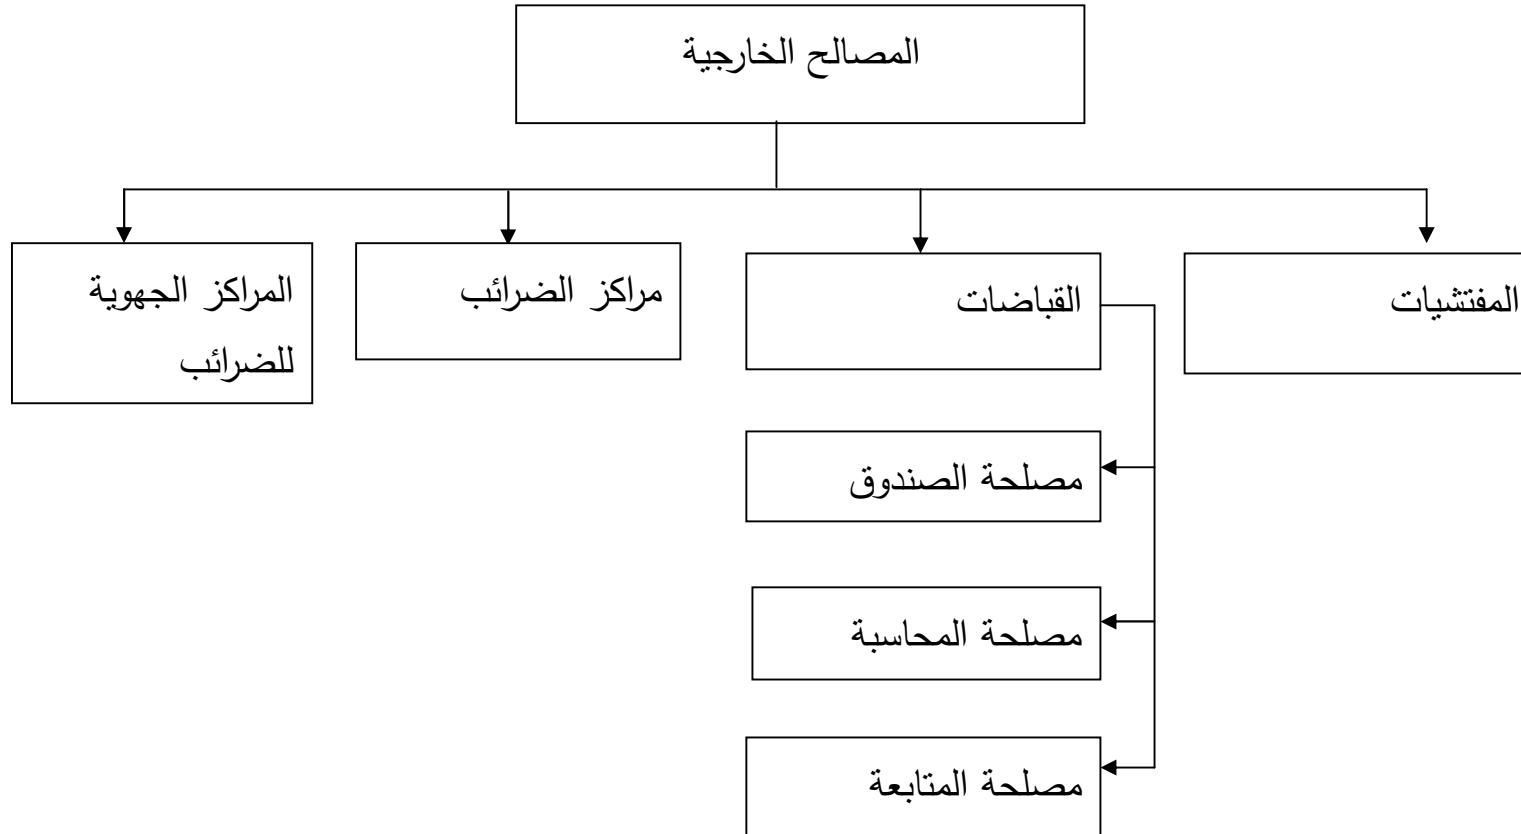 المصالح الخارجية
المفتشيات
القباضات
مراكز الضرائب
المراكز الجهوية
للضرائب
مصلحة الصندوق
مصلحة المحاسبة
مصلحة المتابعة